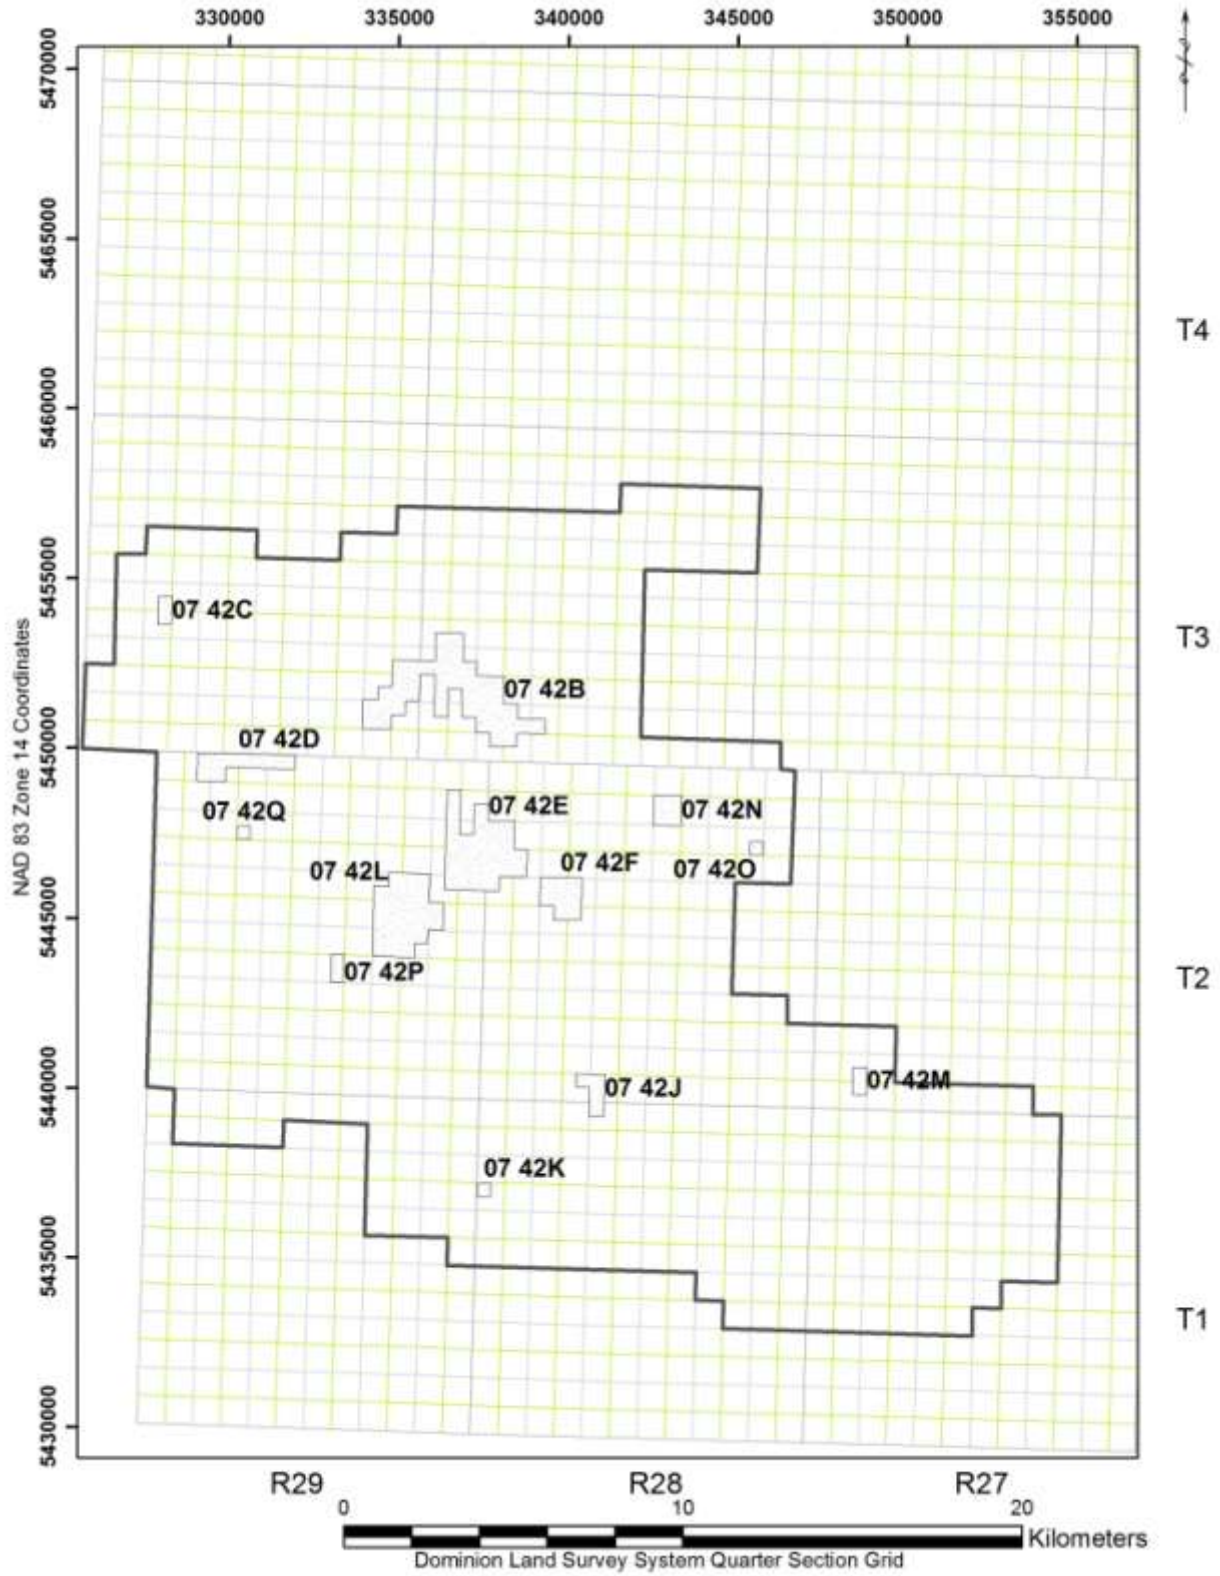 330000 335000 340000 345000 350000 355000
5470000
5465000
T4
5460000
5455000
07 42C
T3
NAD 83 Zone 14 Coordinates
07 42B
5450000
07 42D
07 42E
07 42N
07 42Q
07 42L
07 42F
07 42O
5445000
07 42P
T2
5440000
07 42J
07 42M
07 42K
5435000
T1
5430000
R29 R28 R27
0 10 20
Kilometers
Dominion Land Survey System Quarter Section Grid